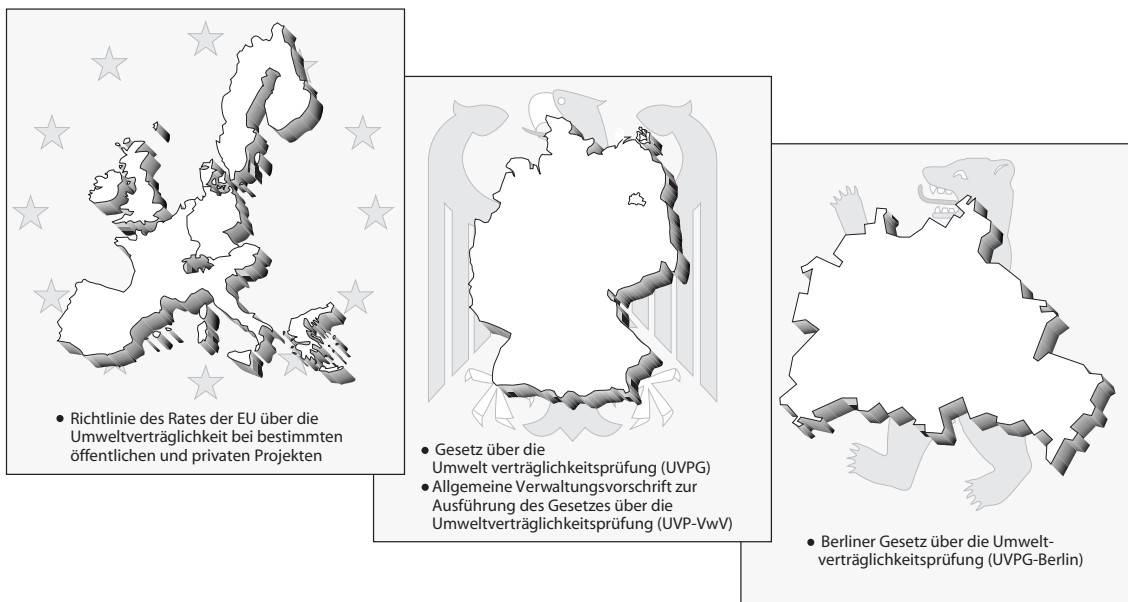 ● Richtlinie des Rates der EU über die
Umweltverträglichkeit bei bestimmten
öffentlichen und privaten Projekten
● Gesetz über die
Umwelt verträglichkeitsprüfung (UVPG)
● Allgemeine Verwaltungsvorschrift zur
Ausführung des Gesetzes über die
Umweltverträglichkeitsprüfung (UVP-VwV)
● Berliner Gesetz über die Umwelt-
verträglichkeitsprüfung (UVPG-Berlin)